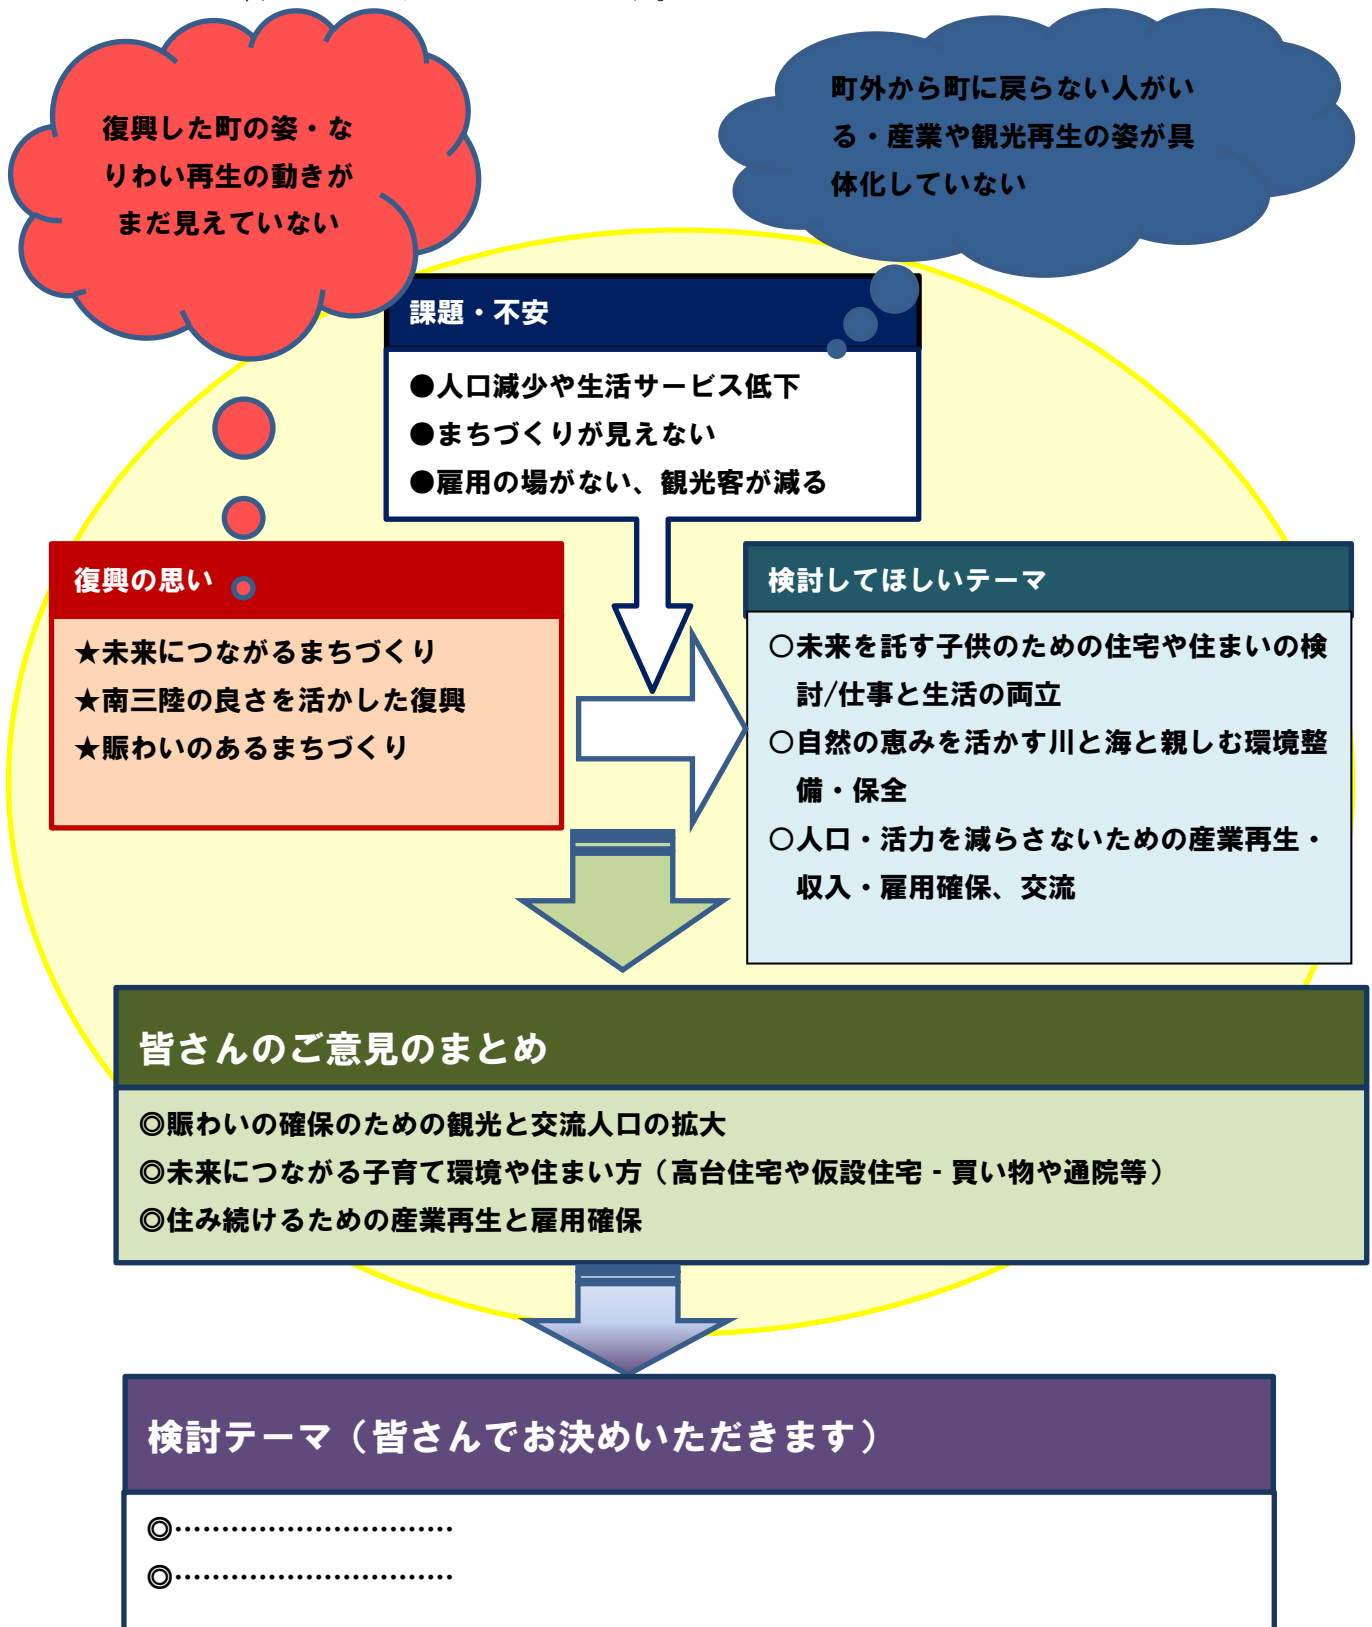 復興した町の姿・な
りわい再生の動きが
まだ見えていない
町外から町に戻らない人がい
る・産業や観光再生の姿が具
体化していない
課題・不安
●人口減少や生活サービス低下
●まちづくりが見えない
●雇用の場がない、観光客が減る
復興の思い
★未来につながるまちづくり
★南三陸の良さを活かした復興
★賑わいのあるまちづくり
検討してほしいテーマ
○未来を託す子供のための住宅や住まいの検
討/仕事と生活の両立
○自然の恵みを活かす川と海と親しむ環境整
備・保全
○人口・活力を減らさないための産業再生・
収入・雇用確保、交流
皆さんのご意見のまとめ
◎賑わいの確保のための観光と交流人口の拡大
◎未来につながる子育て環境や住まい方（高台住宅や仮設住宅‐買い物や通院等）
◎住み続けるための産業再生と雇用確保
検討テーマ（皆さんでお決めいただきます）
◎…………………………
◎…………………………